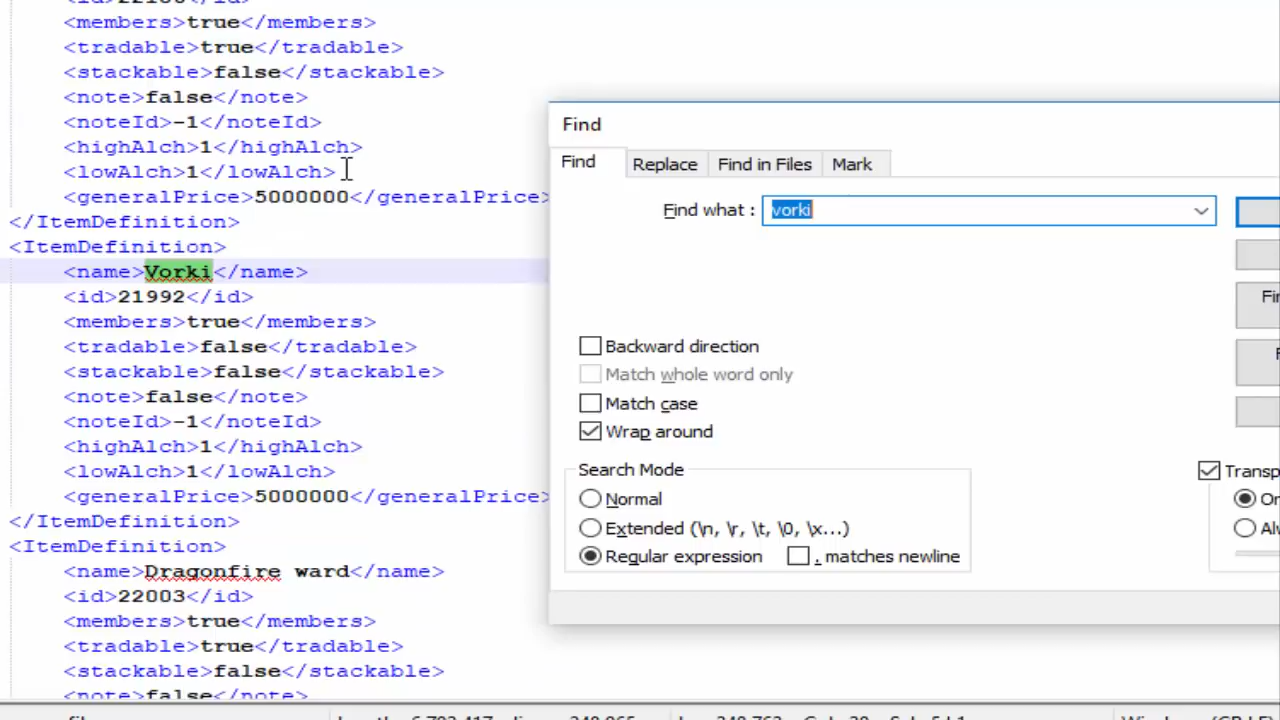 <members>true</members>
<tradable>true</tradable>
<stackable>false</stackable>
<note>false</note>
<noteId>-1</noteId>
<highAlch>1</highAlch>
<lowAlch>1</lowAlch>
<generalPrice>5000000</generalPrice>
</ItemDefinition>
<ItemDefinition>
<name>Vorki</name>
<id>21992</id>
<members>true</members>
<tradable>false</tradable>
<stackable>false</stackable>
<note>false</note>
<noteId>-1</noteId>
<highAlch>1</highAlch>
<lowAlch>1</lowAlch>
<generalPrice>5000000</generalPrice>
</ItemDefinition>
<ItemDefinition>
<name>Dragonfire ward</name>
<id>22003</id>
<members>true</members>
<tradable>true</tradable>
<stackable>false</stackable>
<note>false</note>
Find
Find Replace Find in Files Mark
Find what : vorki
Backward direction
Match whole word only
Match case
Wrap around
Search Mode
Normal
Extended (\n, \r, \t, \0, \x...)
Regular expression . matches newline
Transp